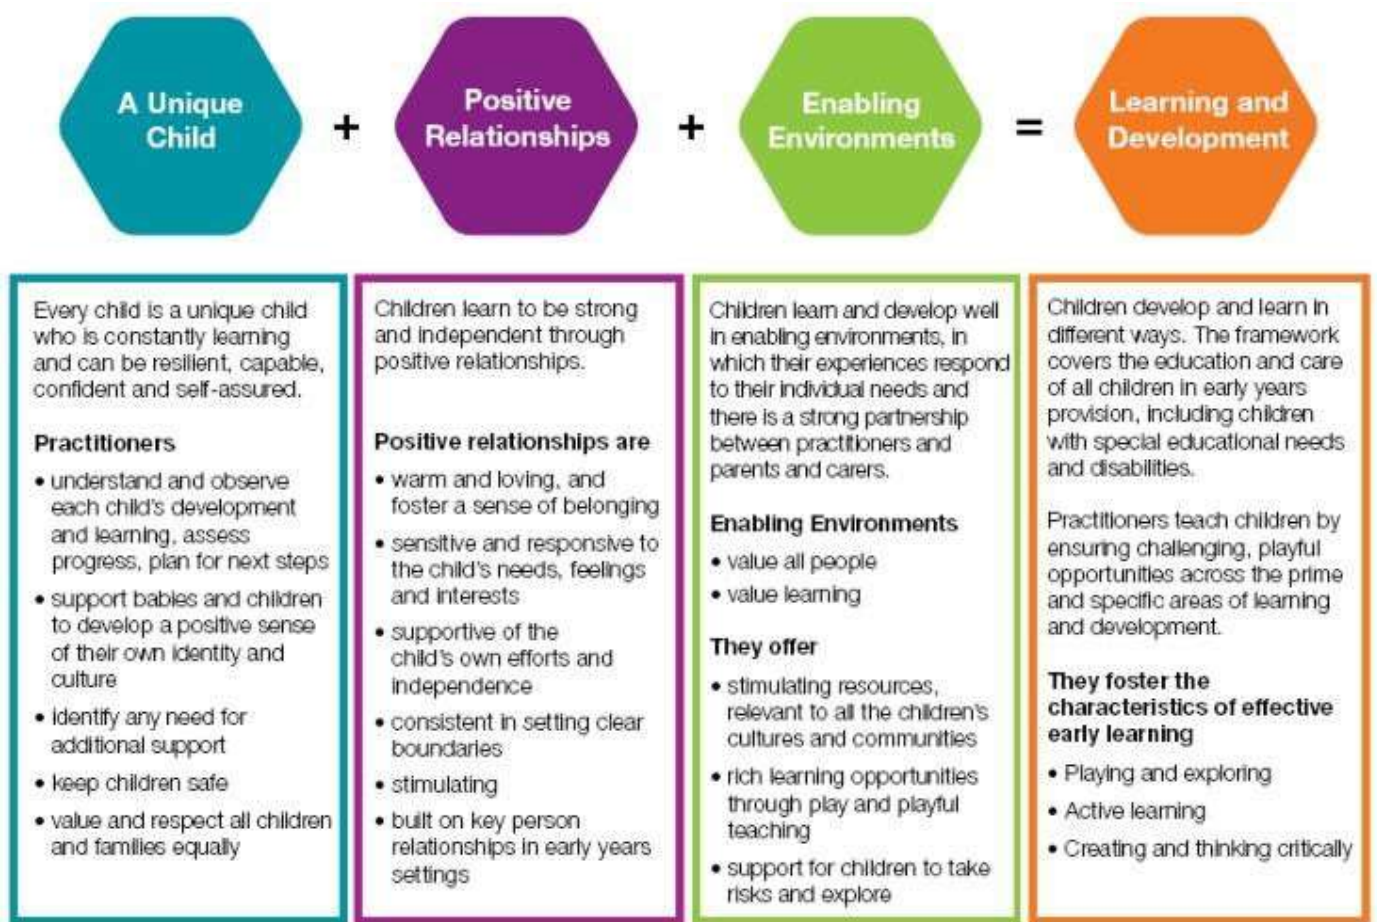 A Unique
Child
+
Positive
Relationships
+
Enabling
Environments
=
Learning and
Development
Every child is a unique child
who is constantly learning
and can be resilient, capable,
confident and self-assured.
Practitioners
• understand and observe
each child's development
and learning, assess
progress, plan for next steps
• support babies and children
to develop a positive sense
of their own identity and
culture
• identify any need for
additional support
• keep children safe
• value and respect all children
and families equally
Children learn to be strong
and independent through
positive relationships.
Positive relationships are
• warm and loving, and
foster a sense of belonging
• sensitive and responsive to
the child's needs, feelings
and interests
• supportive of the
child's own efforts and
independence
• consistent in setting clear
boundaries
• stimulating
• built on key person
relationships in early years
settings
Children learn and develop well
in enabling environments, in
which their experiences respond
to their individual needs and
there is a strong partnership
between practitioners and
parents and carers.
Enabling Environments
• value all people
• value learning
They offer
• stimulating resources,
relevant to all the children's
cultures and communities
• rich learning opportunities
through play and playful
teaching
• support for children to take
risks and explore
Children develop and learn in
different ways. The framework
covers the education and care
of all children in early years
provision, including children
with special educational needs
and disabilities.
Practitioners teach children by
ensuring challenging, playful
opportunities across the prime
and specific areas of learning
and development.
They foster the
characteristics of effective
early learning
• Playing and exploring
• Active learning
• Creating and thinking critically